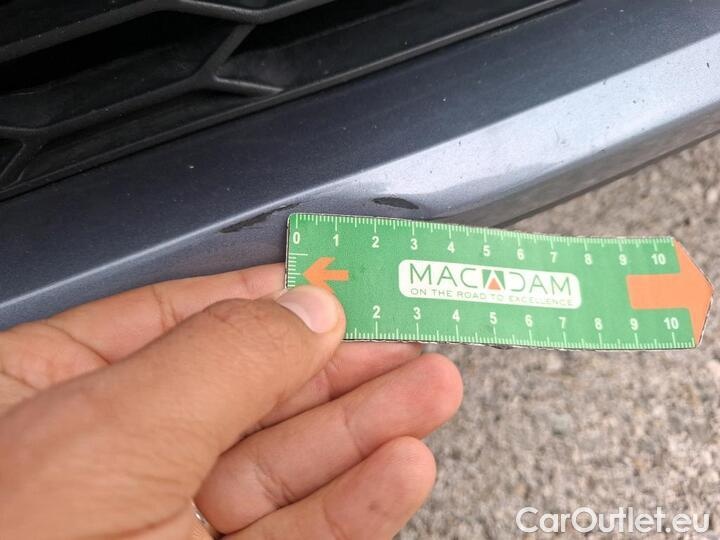 0 1 2 3 4 5 6 7 8 9 10
MACADAM
ON THE ROAD TO EXCELLENCE
2 3 4 5 6 7 8 9 10
CarOutlet.eu